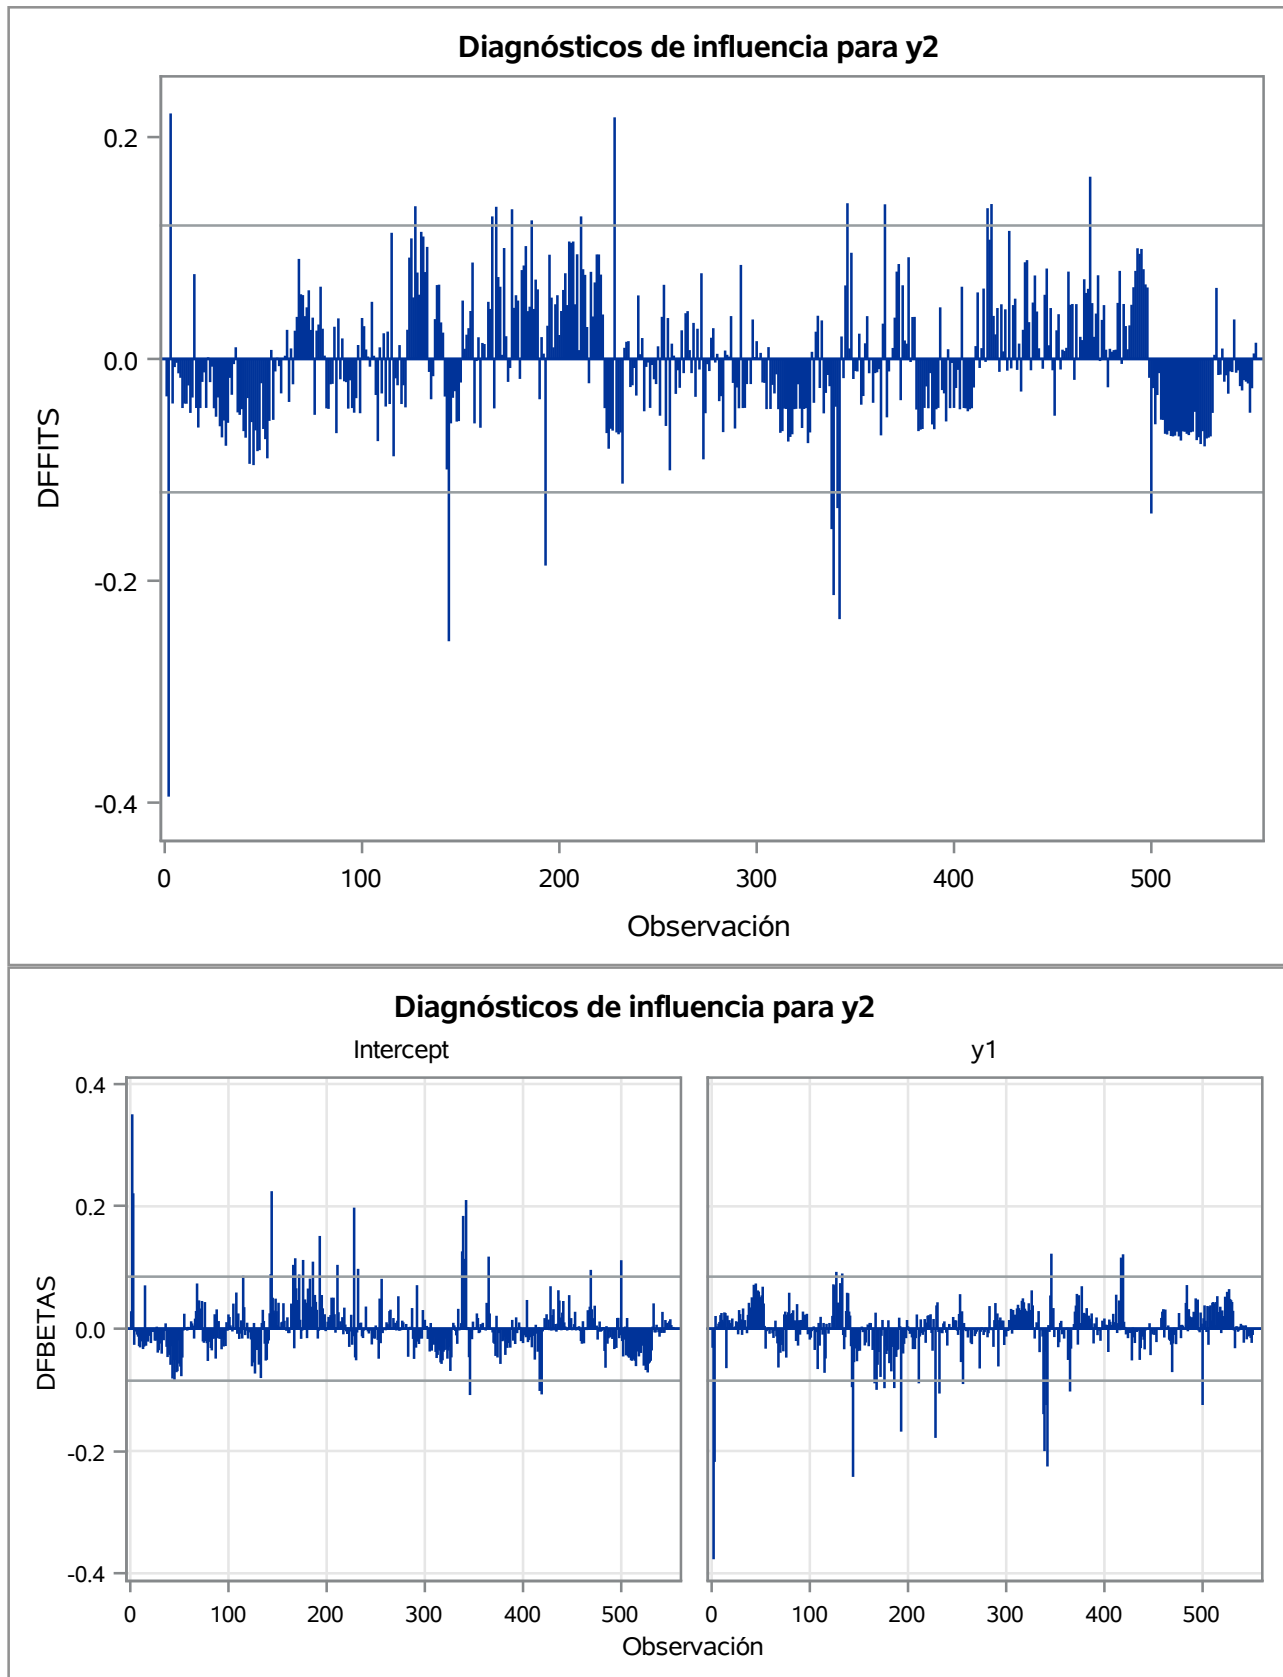 Diagnósticos de influencia para y2
DFFITS
0.2
0.0
-0.2
-0.4
0 100 200 300 400 500
Observación
Diagnósticos de influencia para y2
Intercept y1
DFBETAS
0.4
0.2
0.0
-0.2
-0.4
0 100 200 300 400 500 0 100 200 300 400 500
Observación